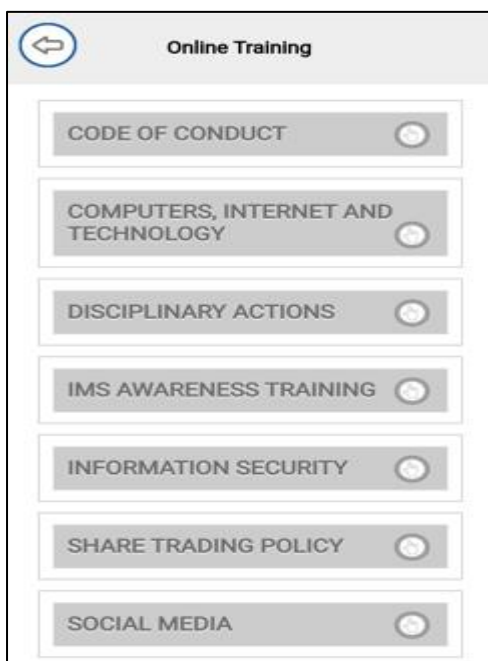 Online Training
CODE OF CONDUCT
COMPUTERS, INTERNET AND
TECHNOLOGY
DISCIPLINARY ACTIONS
IMS AWARENESS TRAINING
INFORMATION SECURITY
SHARE TRADING POLICY
SOCIAL MEDIA